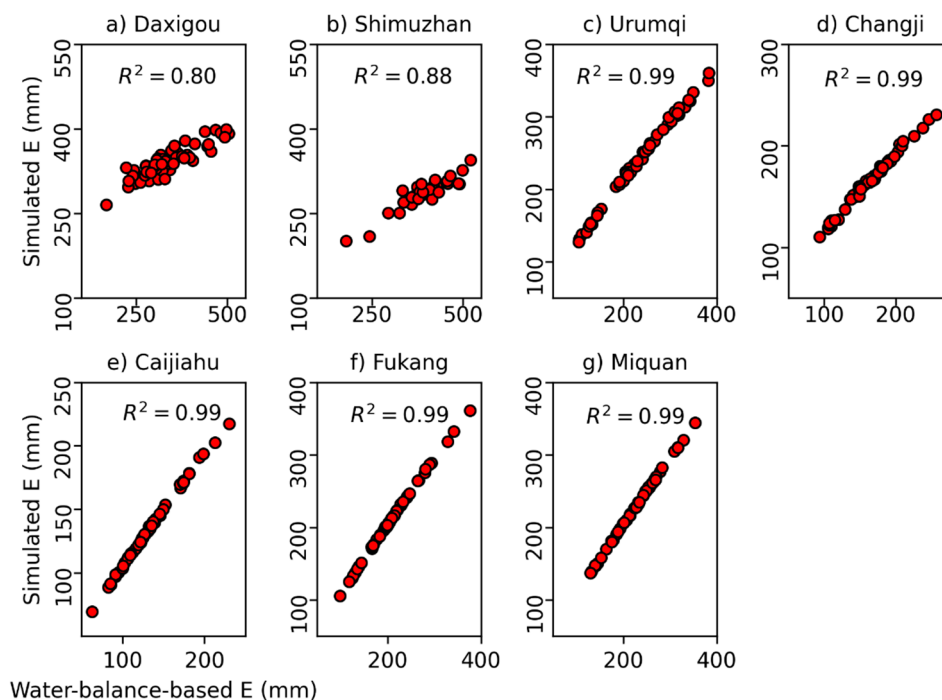 a) Daxigou
b) Shimuzhan
c) Urumqi
d) Changji
Simulated E (mm)
550
400
250
100
R² = 0.80
250
500
550
400
250
100
R² = 0.88
250
500
400
300
200
100
R² = 0.99
200
400
300
200
100
R² = 0.99
100
200
e) Caijiahu
f) Fukang
g) Miquan
Simulated E (mm)
250
200
150
100
R² = 0.99
100
200
400
300
200
100
R² = 0.99
200
400
400
300
200
100
R² = 0.99
200
400
Water-balance-based E (mm)